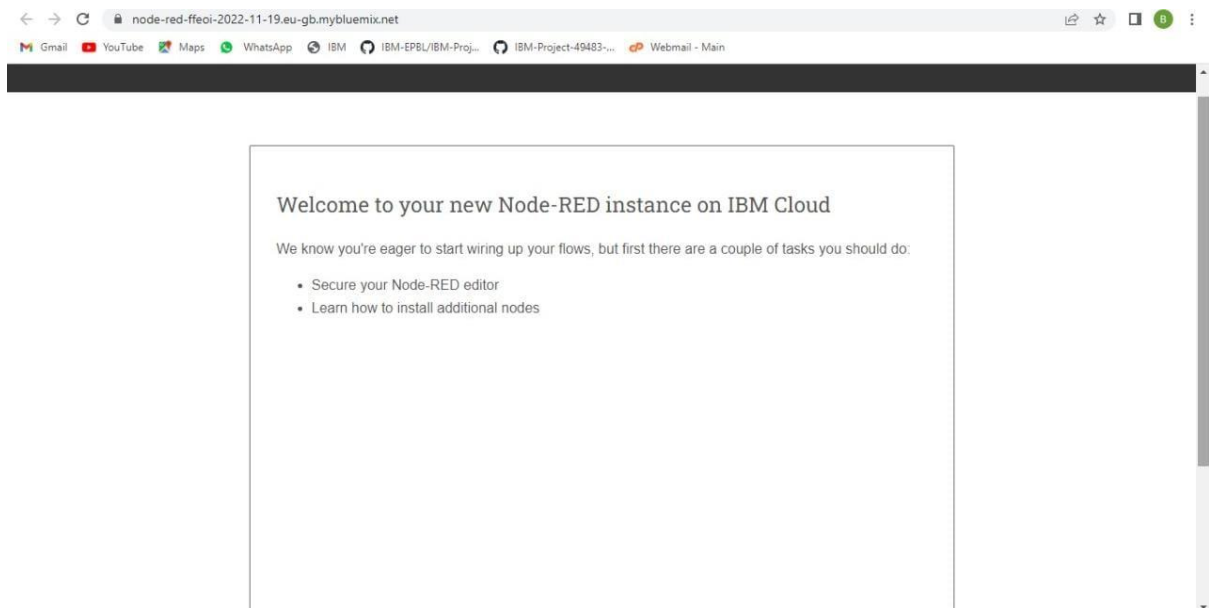 node-red-ffeoi-2022-11-19.eu-gb.mybluemix.net
B
Gmail YouTube Maps WhatsApp IBM IBM-EPBL/IBM-Proj... IBM-Project-49483-... cP Webmail - Main
Welcome to your new Node-RED instance on IBM Cloud
We know you're eager to start wiring up your flows, but first there are a couple of tasks you should do:
• Secure your Node-RED editor
• Learn how to install additional nodes